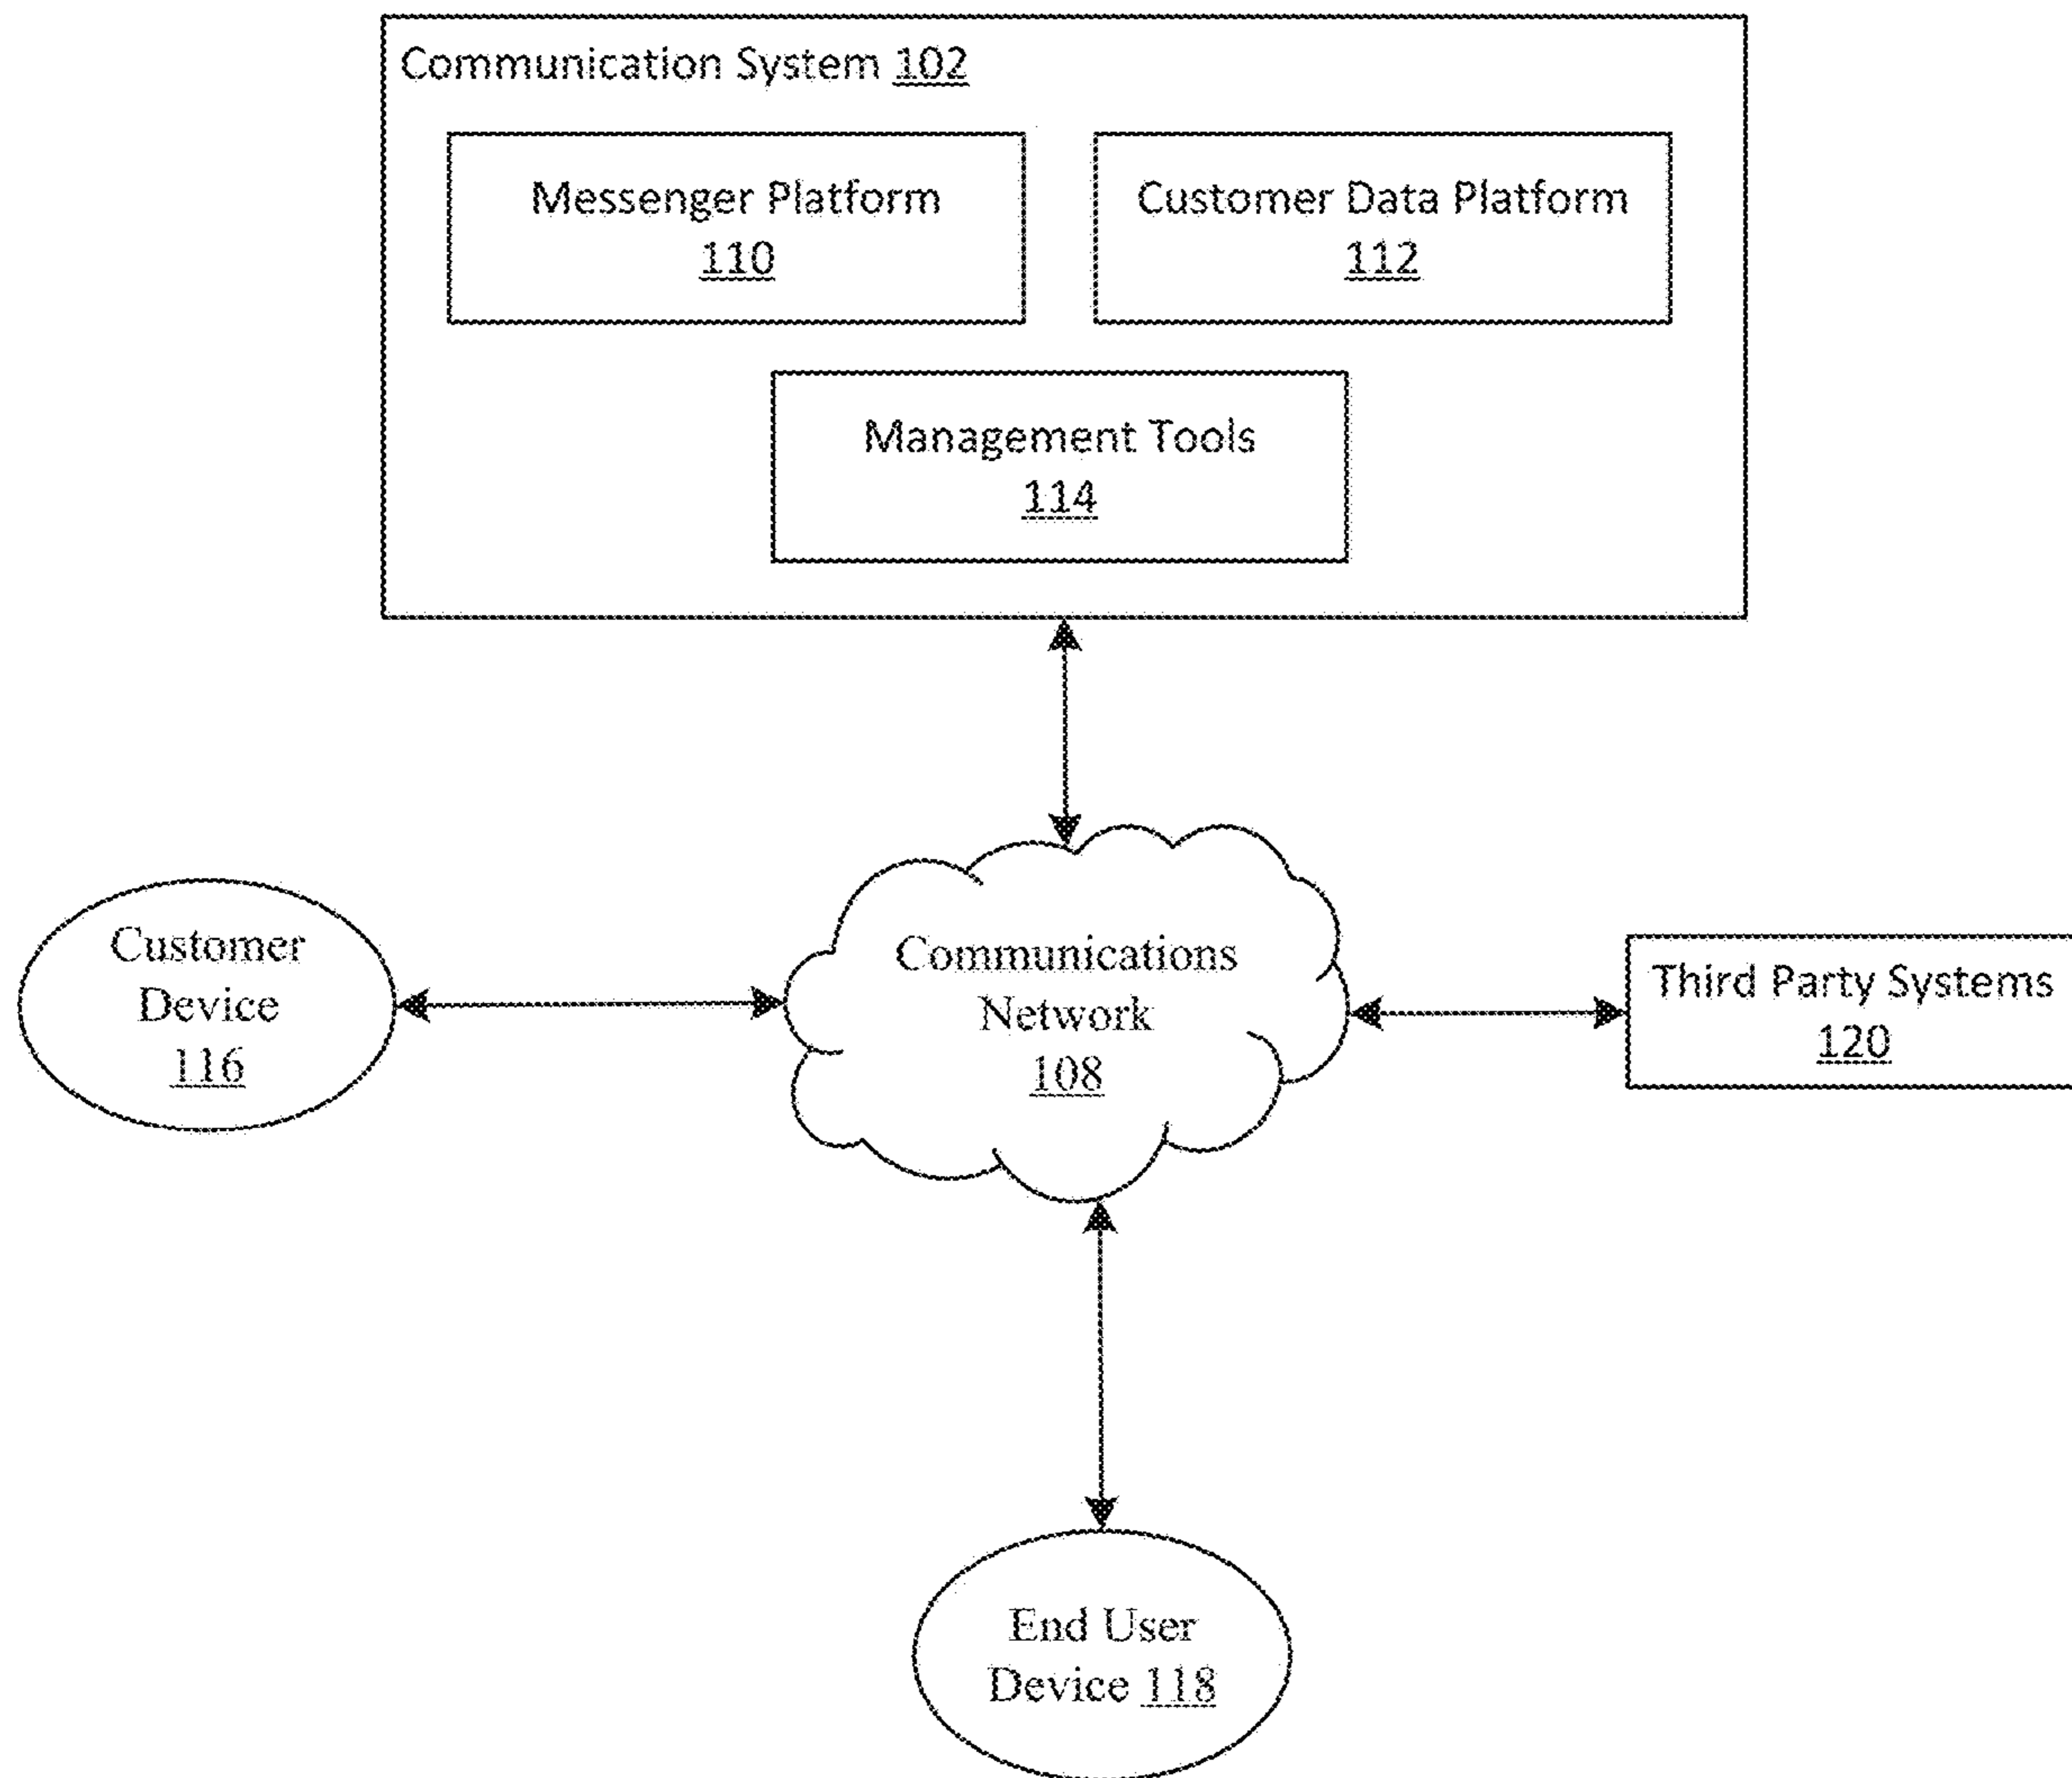 Communication System 102
Messenger Platform
110
Customer Data Platform
112
Management Tools
114
Customer
Device
116
Communications
Network
108
Third Party Systems
120
End User
Device 118